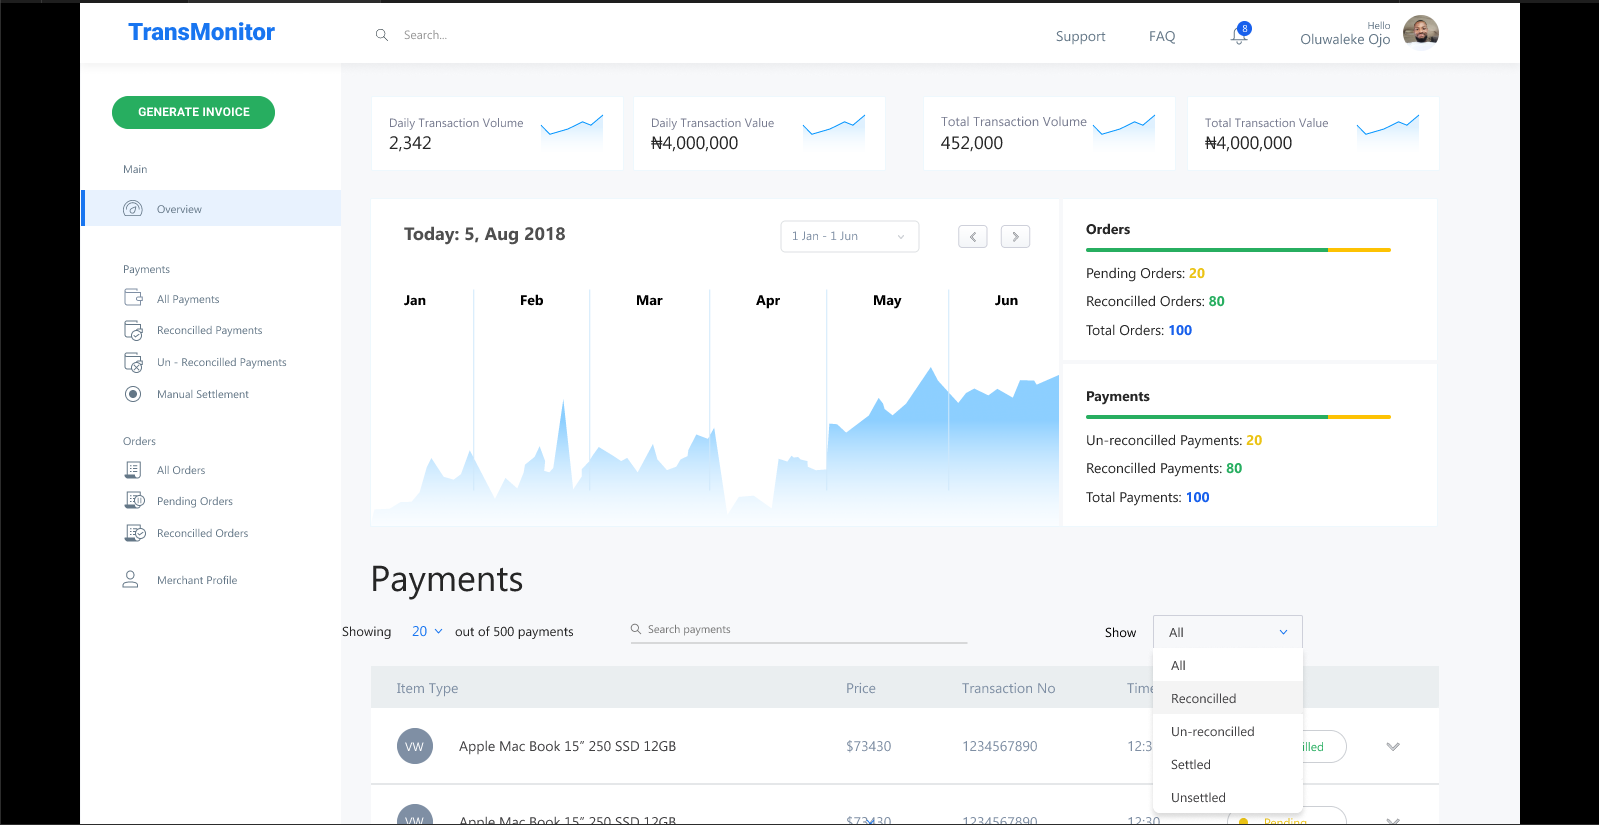 TransMonitor
Search...
Support
FAQ
8
Hello
Oluwaleke Ojo
GENERATE INVOICE
Main
Overview
Payments
All Payments
Reconcilled Payments
Un - Reconcilled Payments
Manual Settlement
Orders
All Orders
Pending Orders
Reconcilled Orders
Merchant Profile
Daily Transaction Volume
2,342
Daily Transaction Value
₦4,000,000
Total Transaction Volume
452,000
Total Transaction Value
₦4,000,000
Today: 5, Aug 2018
1 Jan - 1 Jun
Jan Feb Mar Apr May Jun
Orders
Pending Orders: 20
Reconcilled Orders: 80
Total Orders: 100
Payments
Un-reconcilled Payments: 20
Reconcilled Payments: 80
Total Payments: 100
Payments
Showing 20 out of 500 payments
Search payments
Show
All
All
Reconcilled
Un-reconcilled
Settled
Unsettled
Item Type Price Transaction No
VW Apple Mac Book 15” 250 SSD 12GB $73430 1234567890
VW Apple Mac Book 15” 250 SSD 12GB $73430 1234567890 12:30 Pending